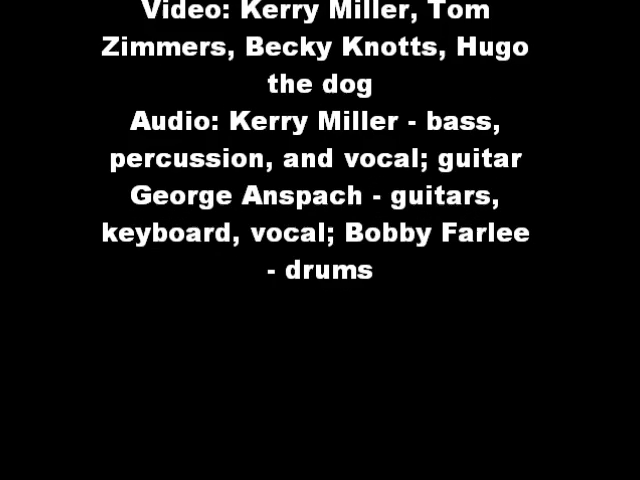 Video: Kerry Miller, Tom
Zimmers, Becky Knotts, Hugo
the dog
Audio: Kerry Miller - bass,
percussion, and vocal; guitar
George Anspach - guitars,
keyboard, vocal; Bobby Farlee
- drums